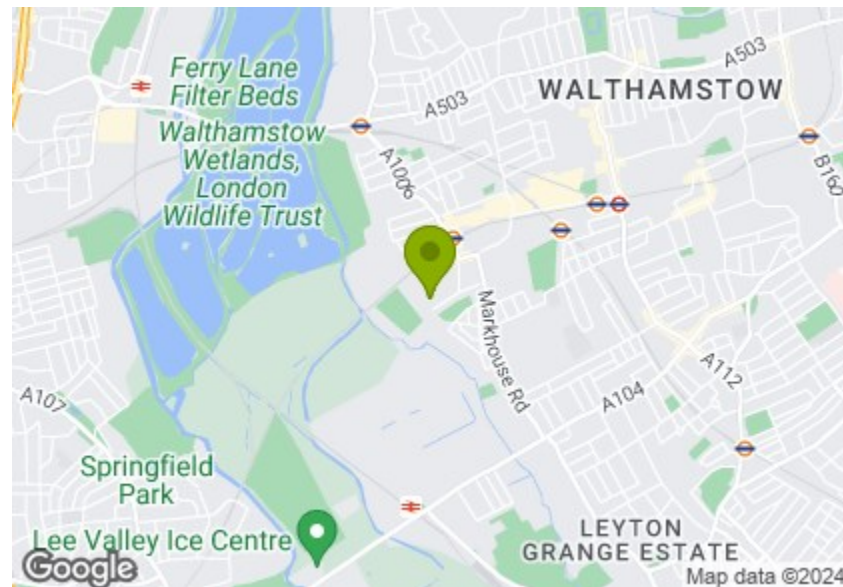 A503
Ferry Lane
Filter Beds
WALTHAMSTOW
A503
Walthamstow
Wetlands,
London
Wildlife Trust
A1006
B160
Markhouse Rd
A112
A104
A107
Springfield
Park
Lee Valley Ice Centre
LEYTON
GRANGE ESTATE
Google
Map data ©2024